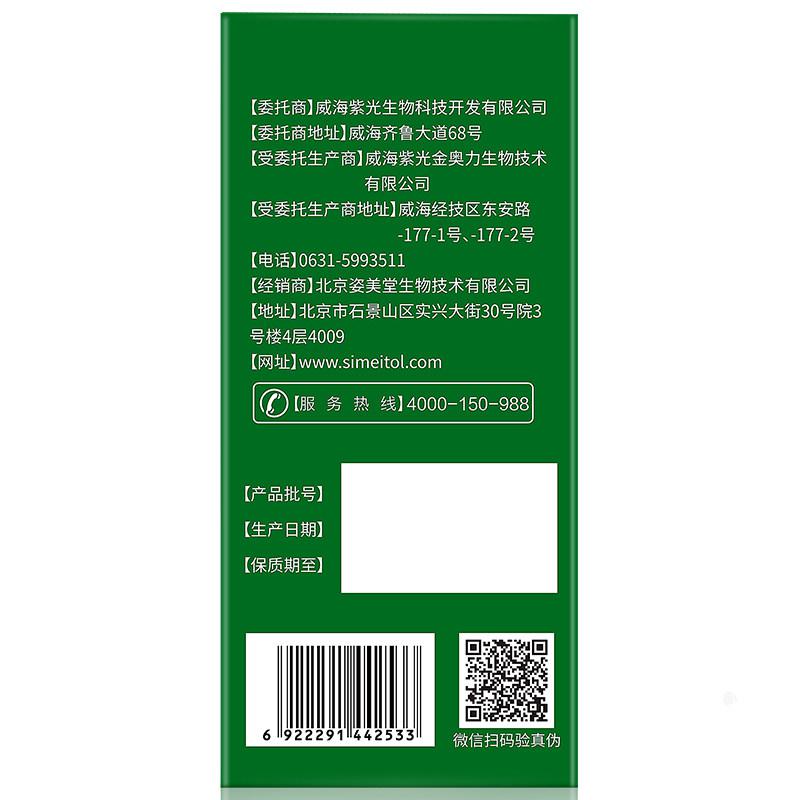 【委托商】威海紫光生物科技开发有限公司
【委托商地址】威海齐鲁大道68号
【受委托生产商】威海紫光金奥力生物技术
有限公司
【受委托生产商地址】威海经技区东安路
-177-1号、-177-2号
【电话】0631-5993511
【经销商】北京姿美堂生物技术有限公司
【地址】北京市石景山区实兴大街30号院3
号楼4层4009
【网址】www.simeitol.com
【服务热线】4000-150-988
【产品批号】
【生产日期】
【保质期至】
6 922291 442533
微信扫码验真伪